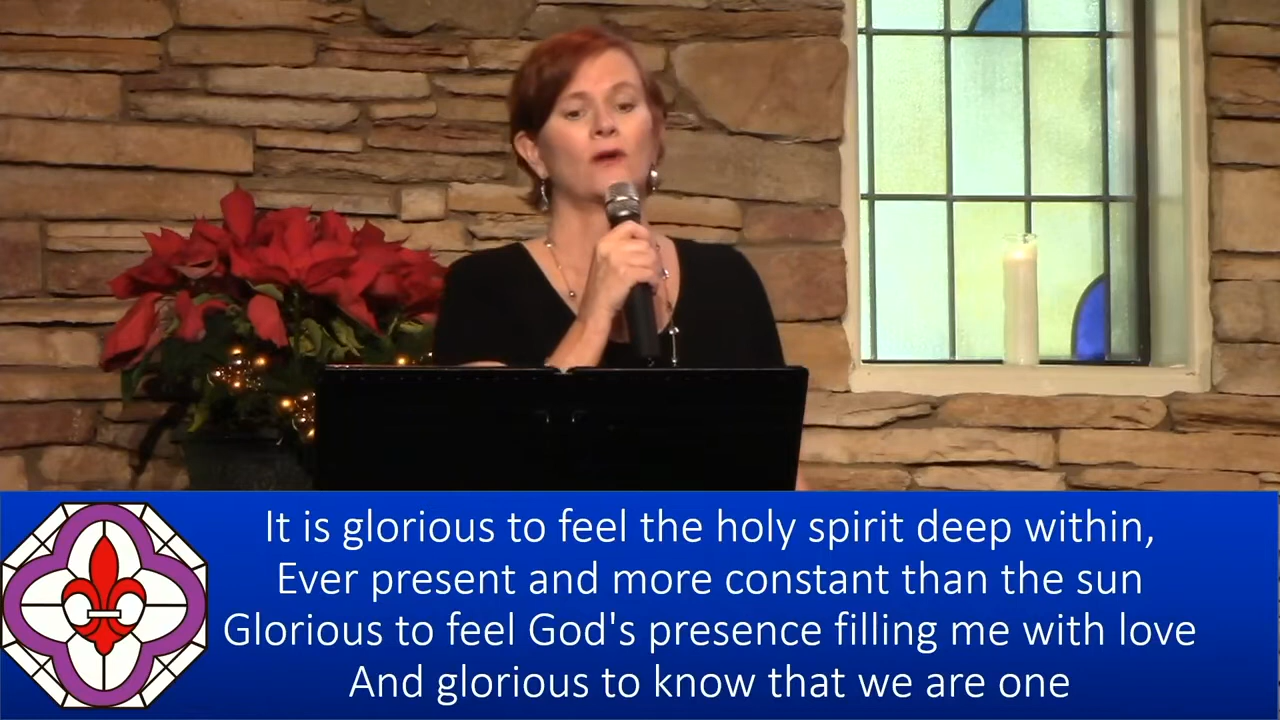 It is glorious to feel the holy spirit deep within,
Ever present and more constant than the sun
Glorious to feel God's presence filling me with love
And glorious to know that we are one